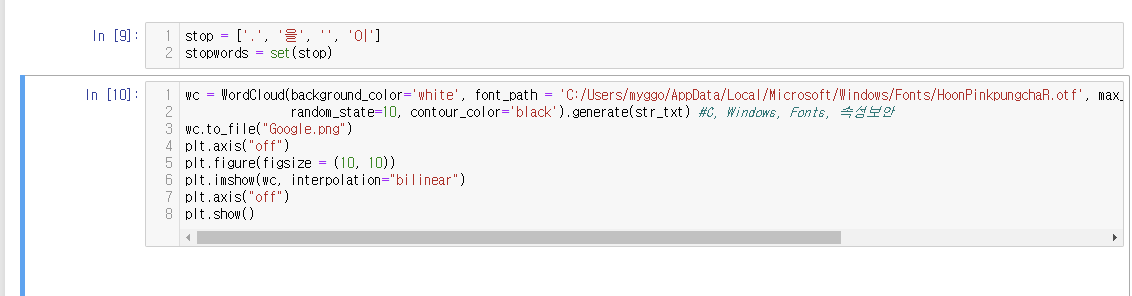 In [9]:
1 stop = ['.', '을', '', '이']
2 stopwords = set(stop)
In [10]:
1 wc = WordCloud(background_color='white', font_path = 'C:/Users/myggo/AppData/Local/Microsoft/Windows/Fonts/HoonPinkpungchaR.otf', max_
2 random_state=10, contour_color='black').generate(str_txt) #C, Windows, Fonts, 속성보안
3 wc.to_file("Google.png")
4 plt.axis("off")
5 plt.figure(figsize = (10, 10))
6 plt.imshow(wc, interpolation="bilinear")
7 plt.axis("off")
8 plt.show()